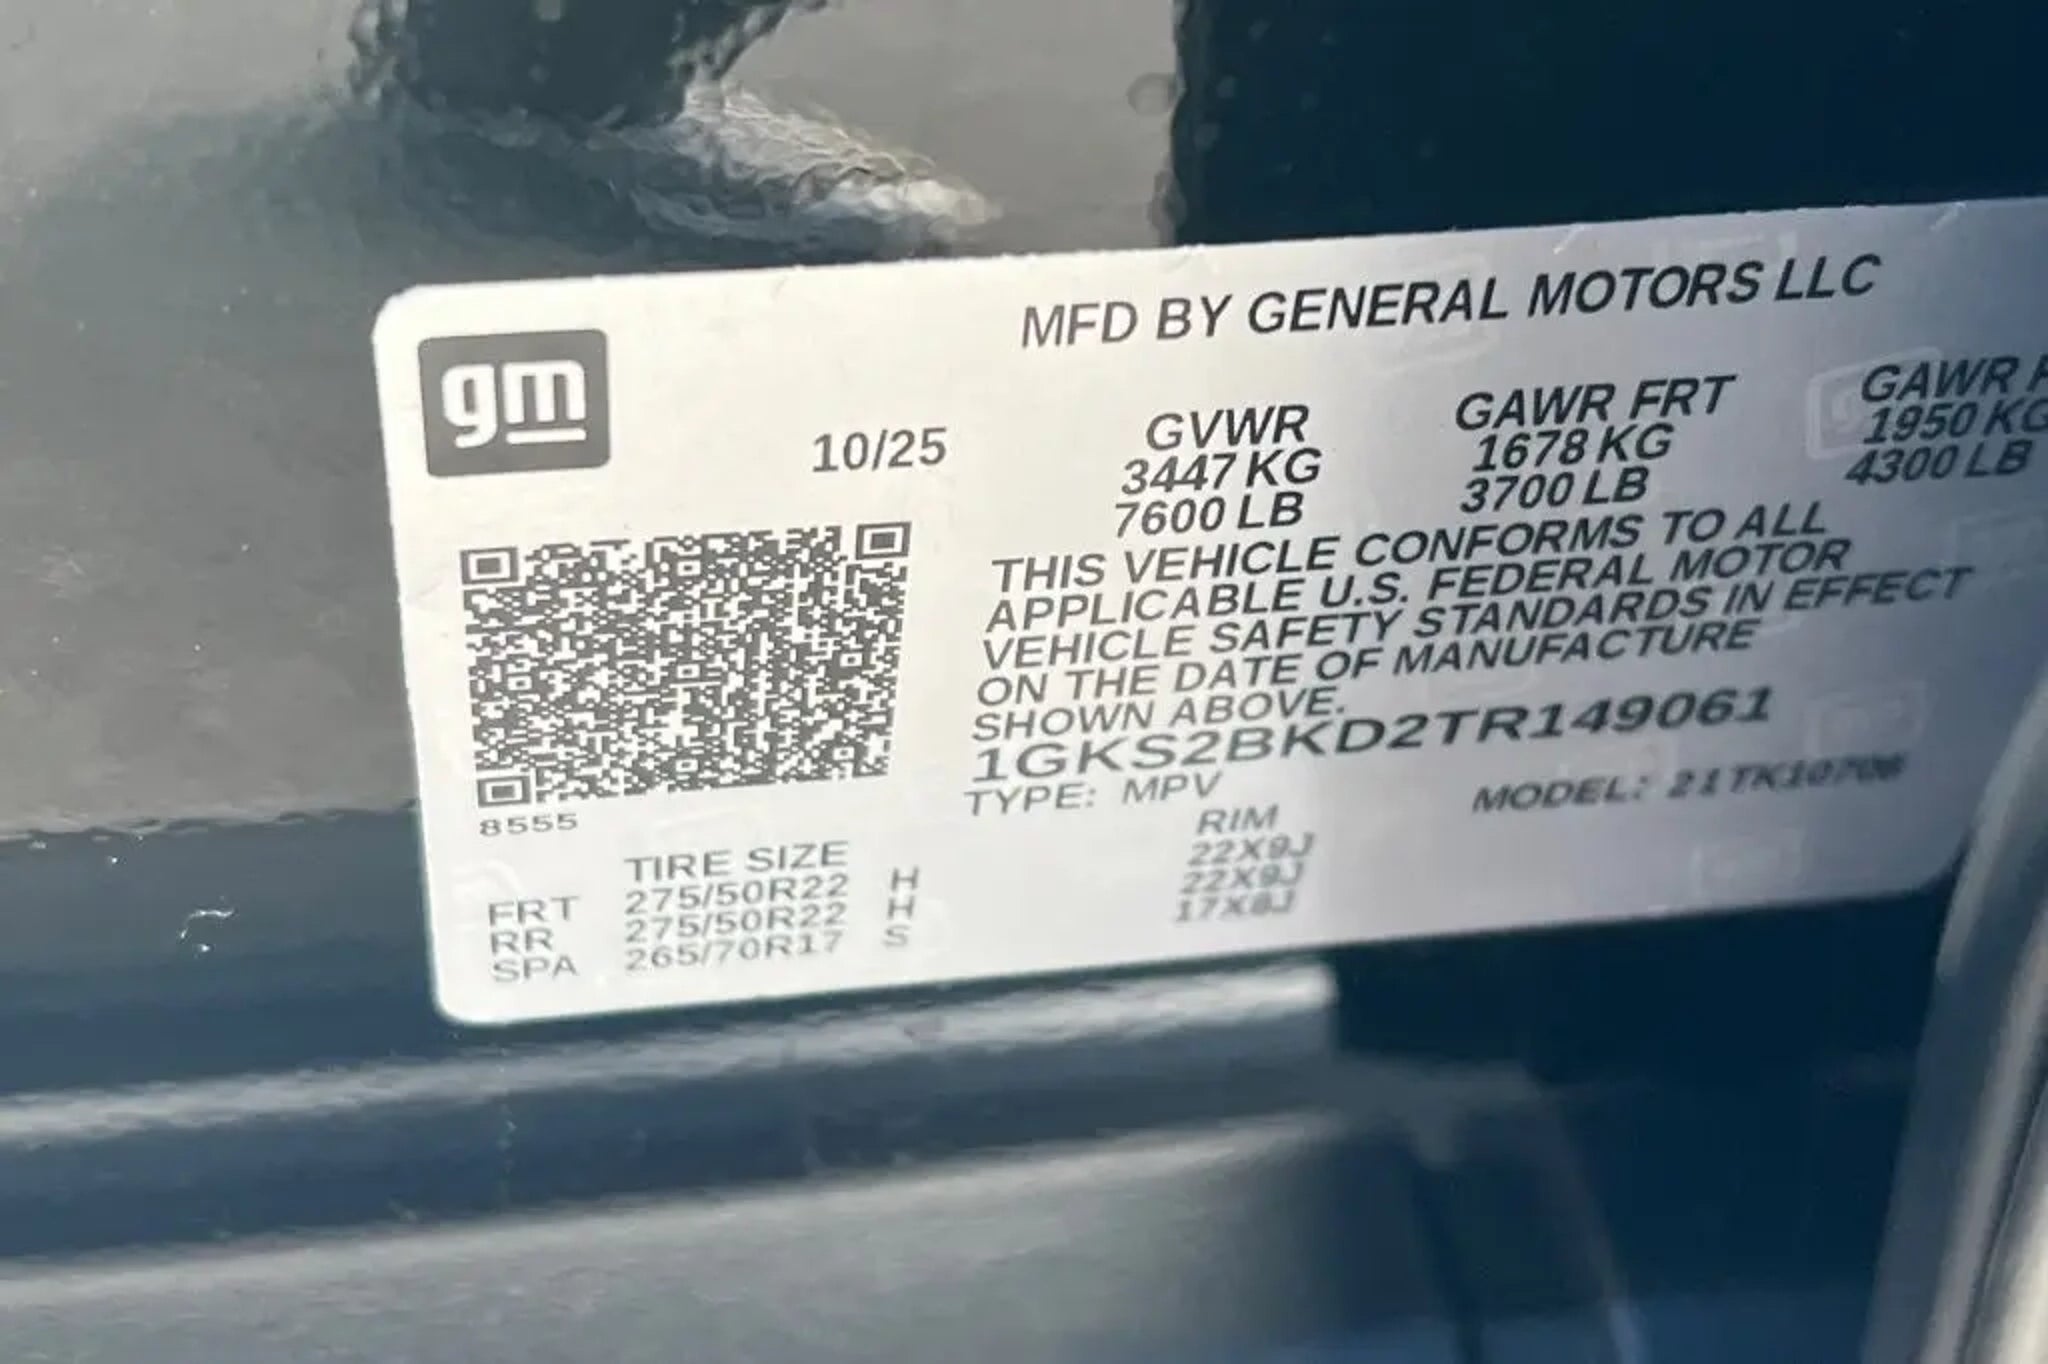 MFD BY GENERAL MOTORS LLC
gm
10/25
GVWR GAWR FRT GAWR
3447 KG 1678 KG 1950 KG
7600 LB 3700 LB 4300 LB
THIS VEHICLE CONFORMS TO ALL
APPLICABLE U.S. FEDERAL MOTOR
VEHICLE SAFETY STANDARDS IN EFFECT
ON THE DATE OF MANUFACTURE
SHOWN ABOVE.
1GKS2BKD2TR149061
TYPE: MPV MODEL: 21TK10706
8555
TIRE SIZE RIM
FRT 275/50R22 H 22X9J
RR 275/50R22 H 22X9J
SPA 265/70R17 S 17X8J